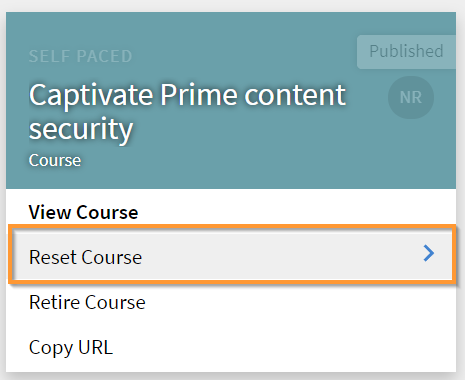 Published
SELF PACED
NR
Captivate Prime content
security
Course
View Course
Reset Course
Retire Course
Copy URL